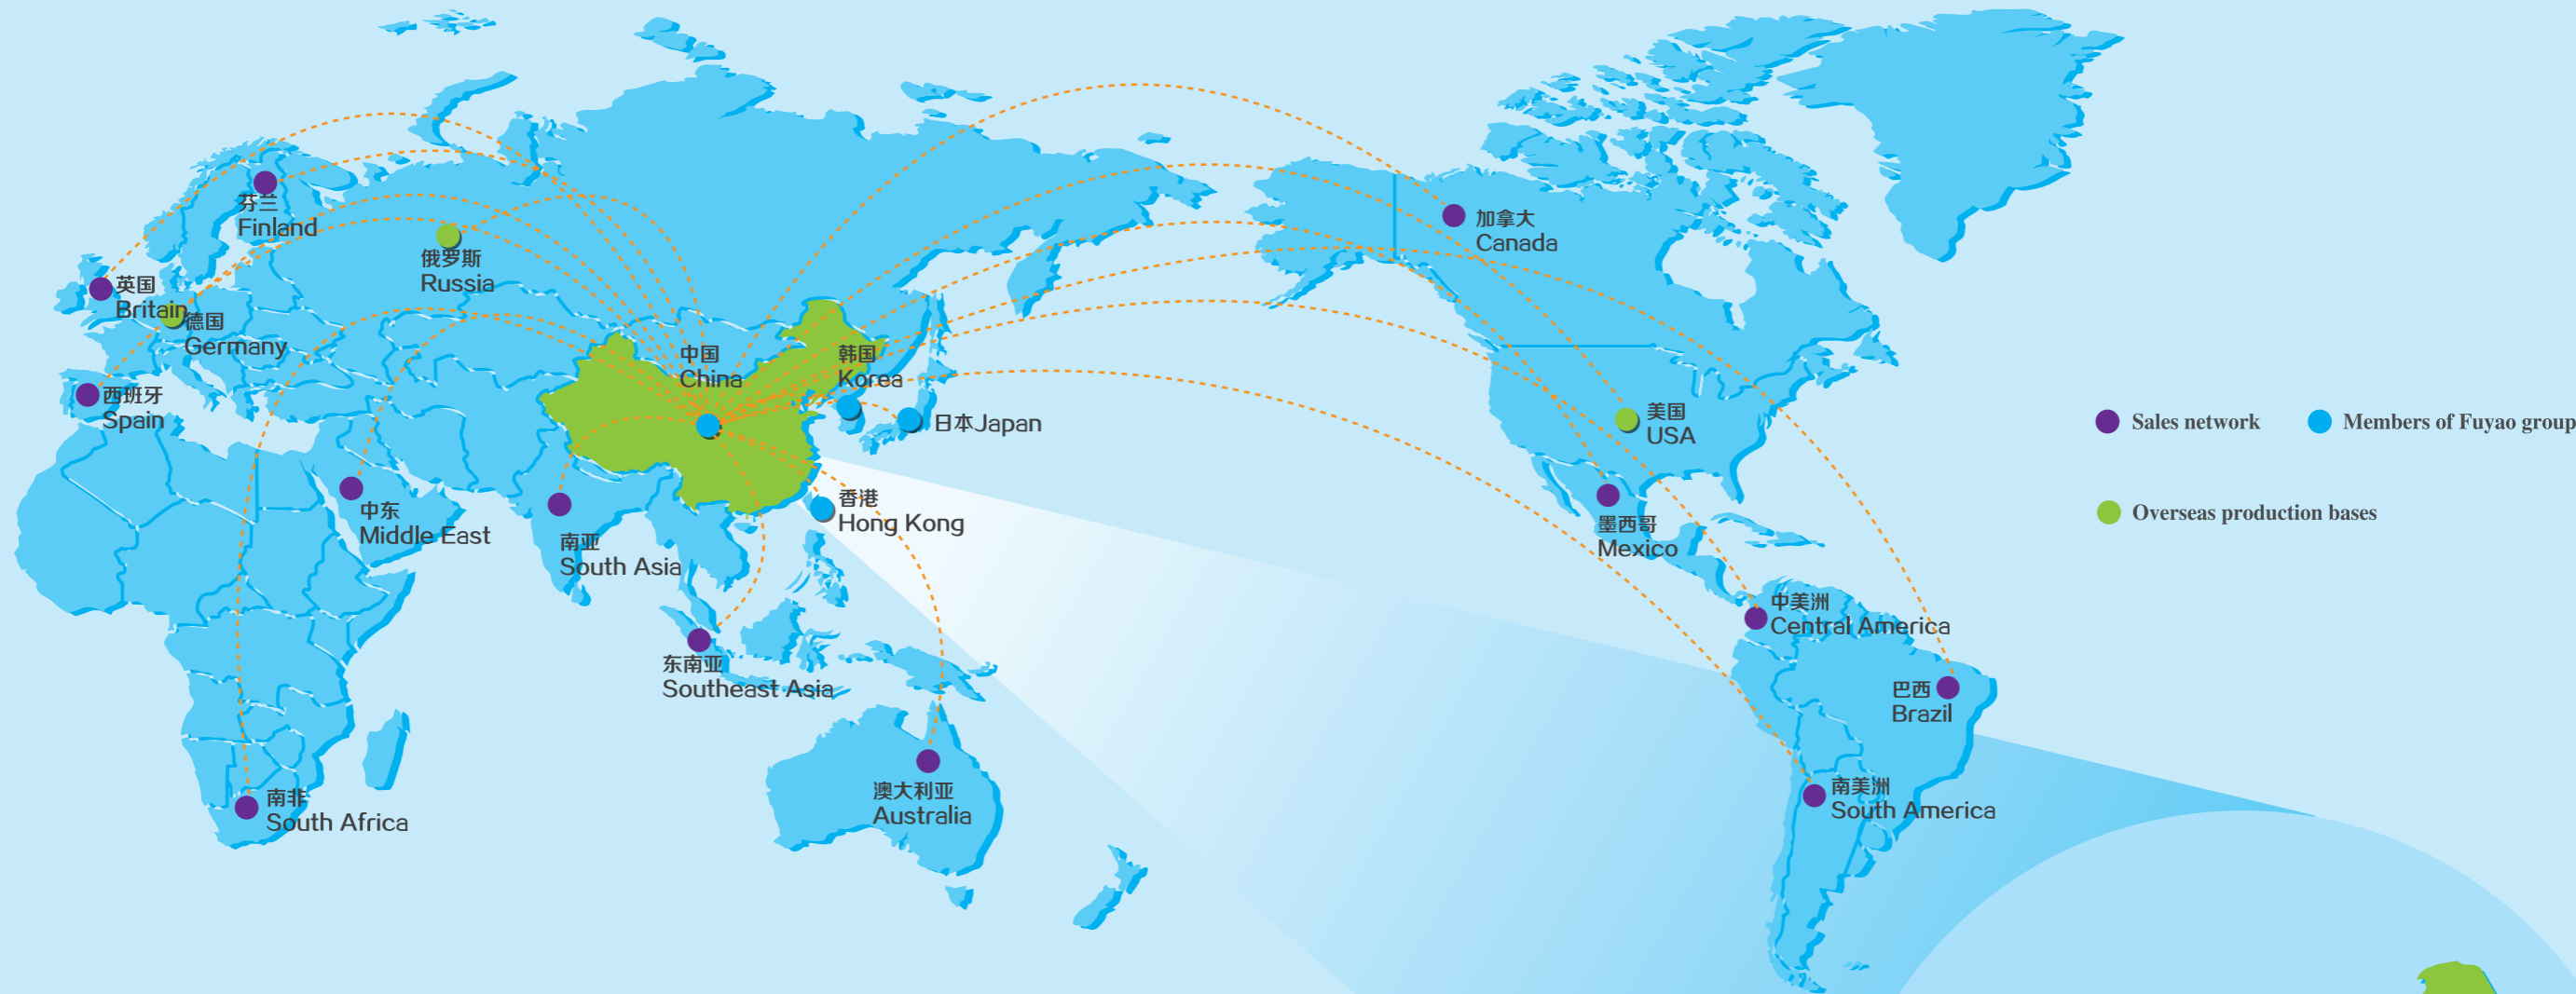 芬兰
Finland
俄罗斯
Russia
英国
Britain
德国
Germany
西班牙
Spain
中国
China
韩国
Korea
日本Japan
香港
Hong Kong
中东
Middle East
南亚
South Asia
东南亚
Southeast Asia
南非
South Africa
澳大利亚
Australia
加拿大
Canada
美国
USA
墨西哥
Mexico
中美洲
Central America
巴西
Brazil
南美洲
South America
Sales network
Members of Fuyao group
Overseas production bases